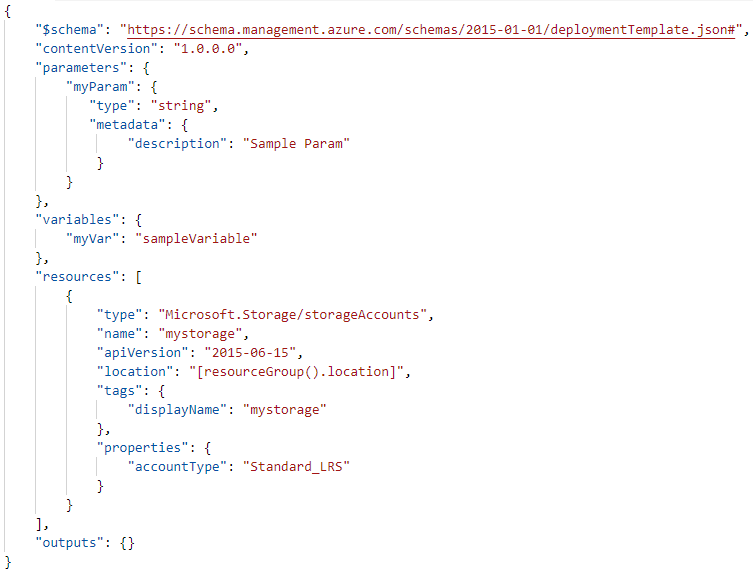 {
"$schema": "https://schema.management.azure.com/schemas/2015-01-01/deploymentTemplate.json#",
"contentVersion": "1.0.0.0",
"parameters": {
"myParam": {
"type": "string",
"metadata": {
"description": "Sample Param"
}
}
},
"variables": {
"myVar": "sampleVariable"
},
"resources": [
{
"type": "Microsoft.Storage/storageAccounts",
"name": "mystorage",
"apiVersion": "2015-06-15",
"location": "[resourceGroup().location]",
"tags": {
"displayName": "mystorage"
},
"properties": {
"accountType": "Standard_LRS"
}
}
],
"outputs": {}
}